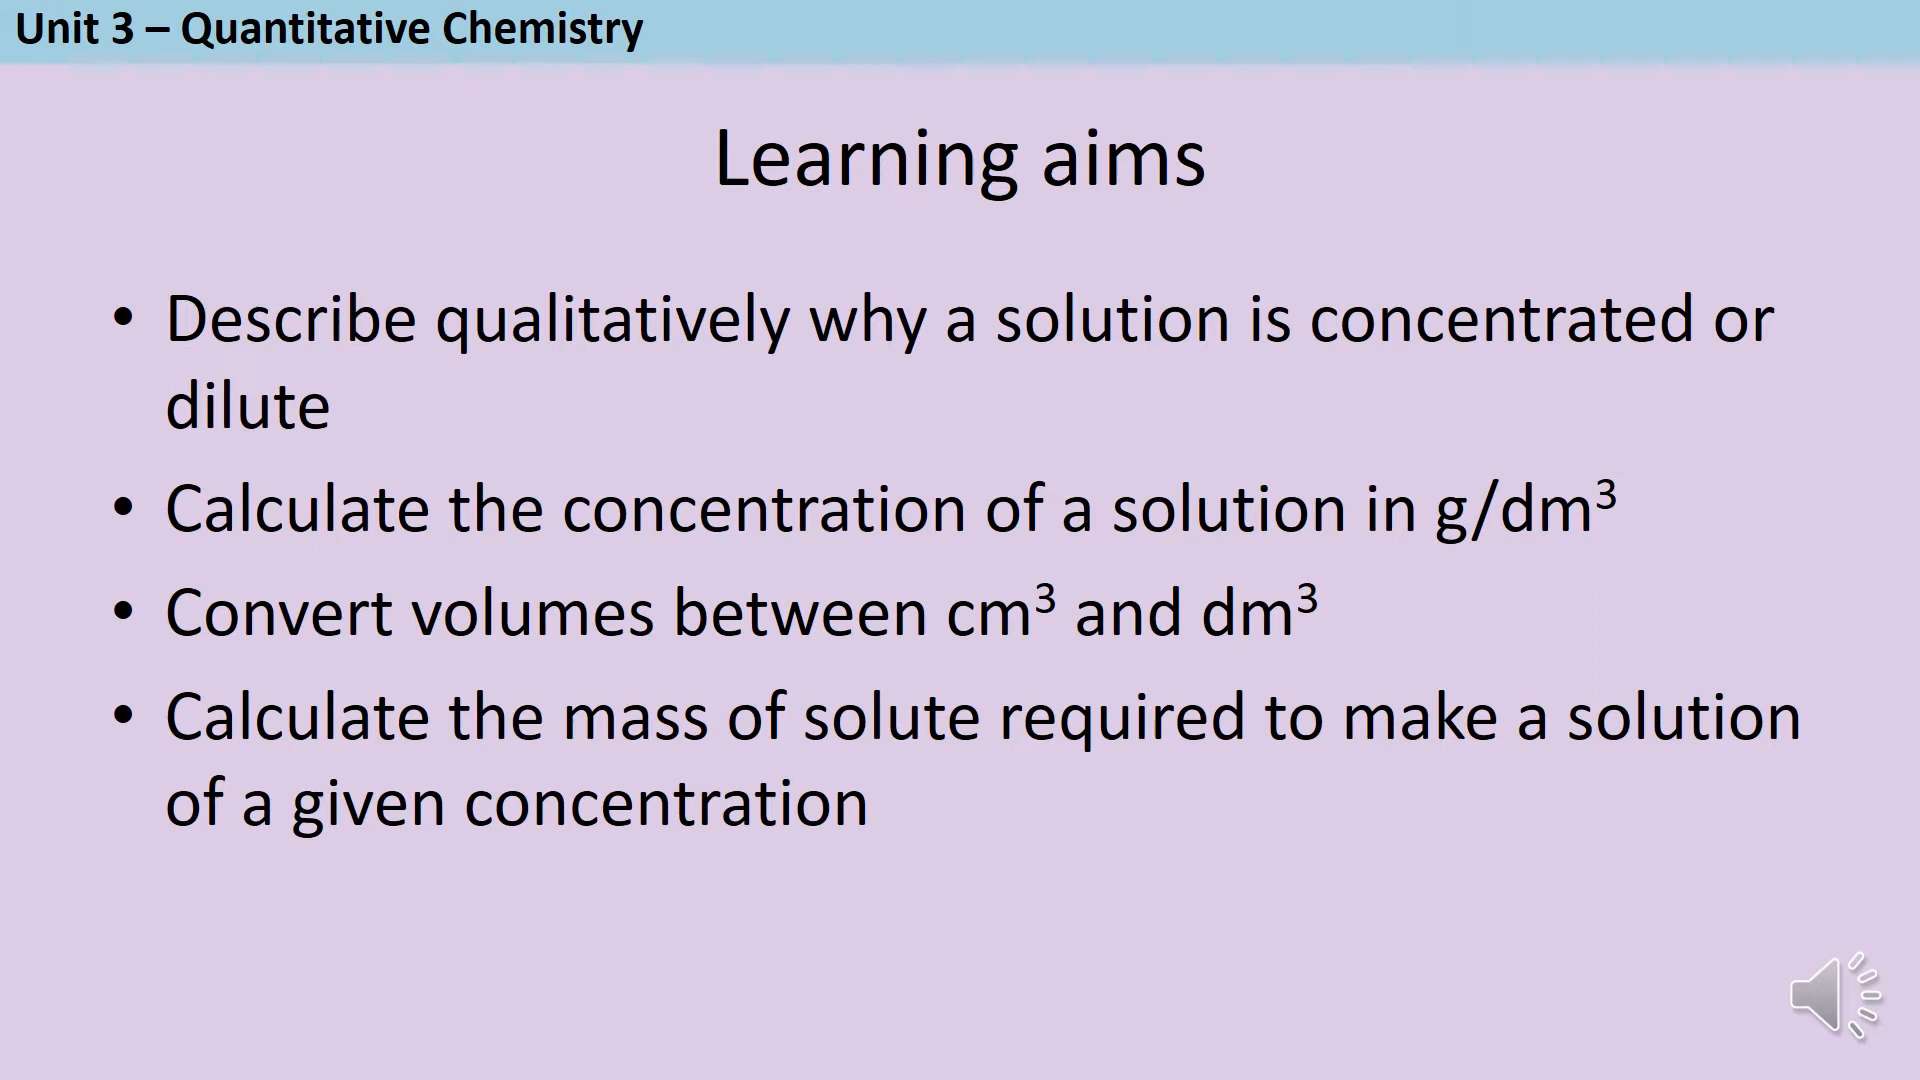 Unit 3 – Quantitative Chemistry
Learning aims
• Describe qualitatively why a solution is concentrated or
dilute
• Calculate the concentration of a solution in g/dm³
• Convert volumes between cm³ and dm³
• Calculate the mass of solute required to make a solution
of a given concentration